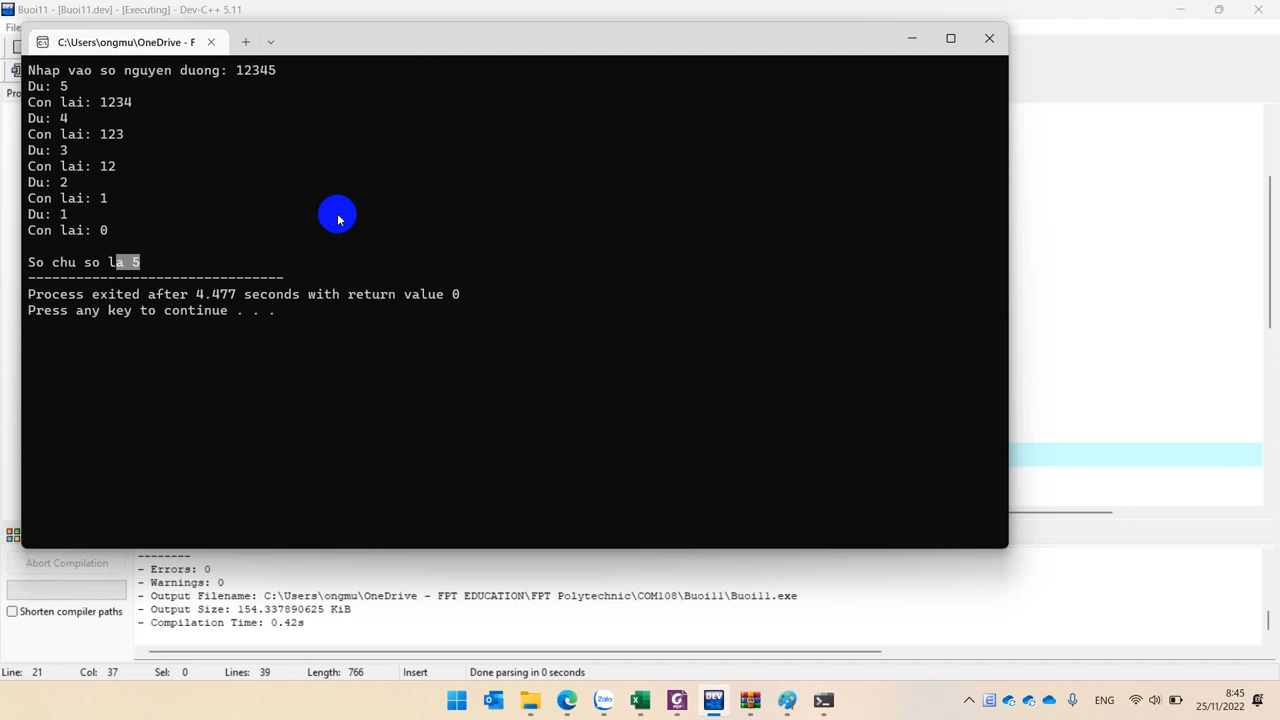 Buoi11 - [Buoi11.dev] - [Executing] - Dev-C++ 5.11
File
C:\Users\ongmu\OneDrive - F
Pro
Nhap vao so nguyen duong: 12345
Du: 5
Con lai: 1234
Du: 4
Con lai: 123
Du: 3
Con lai: 12
Du: 2
Con lai: 1
Du: 1
Con lai: 0
So chu so la 5
--------------------------------
Process exited after 4.477 seconds with return value 0
Press any key to continue . . .
Abort Compilation
Shorten compiler paths
--------
- Errors: 0
- Warnings: 0
- Output Filename: C:\Users\ongmu\OneDrive - FPT EDUCATION\FPT Polytechnic\COM108\Buoi11\Buoi11.exe
- Output Size: 154.337890625 KiB
- Compilation Time: 0.42s
Line: 21 Col: 37 Sel: 0 Lines: 39 Length: 766 Insert Done parsing in 0 seconds
Zalo
DEV
ENG
8:45
25/11/2022